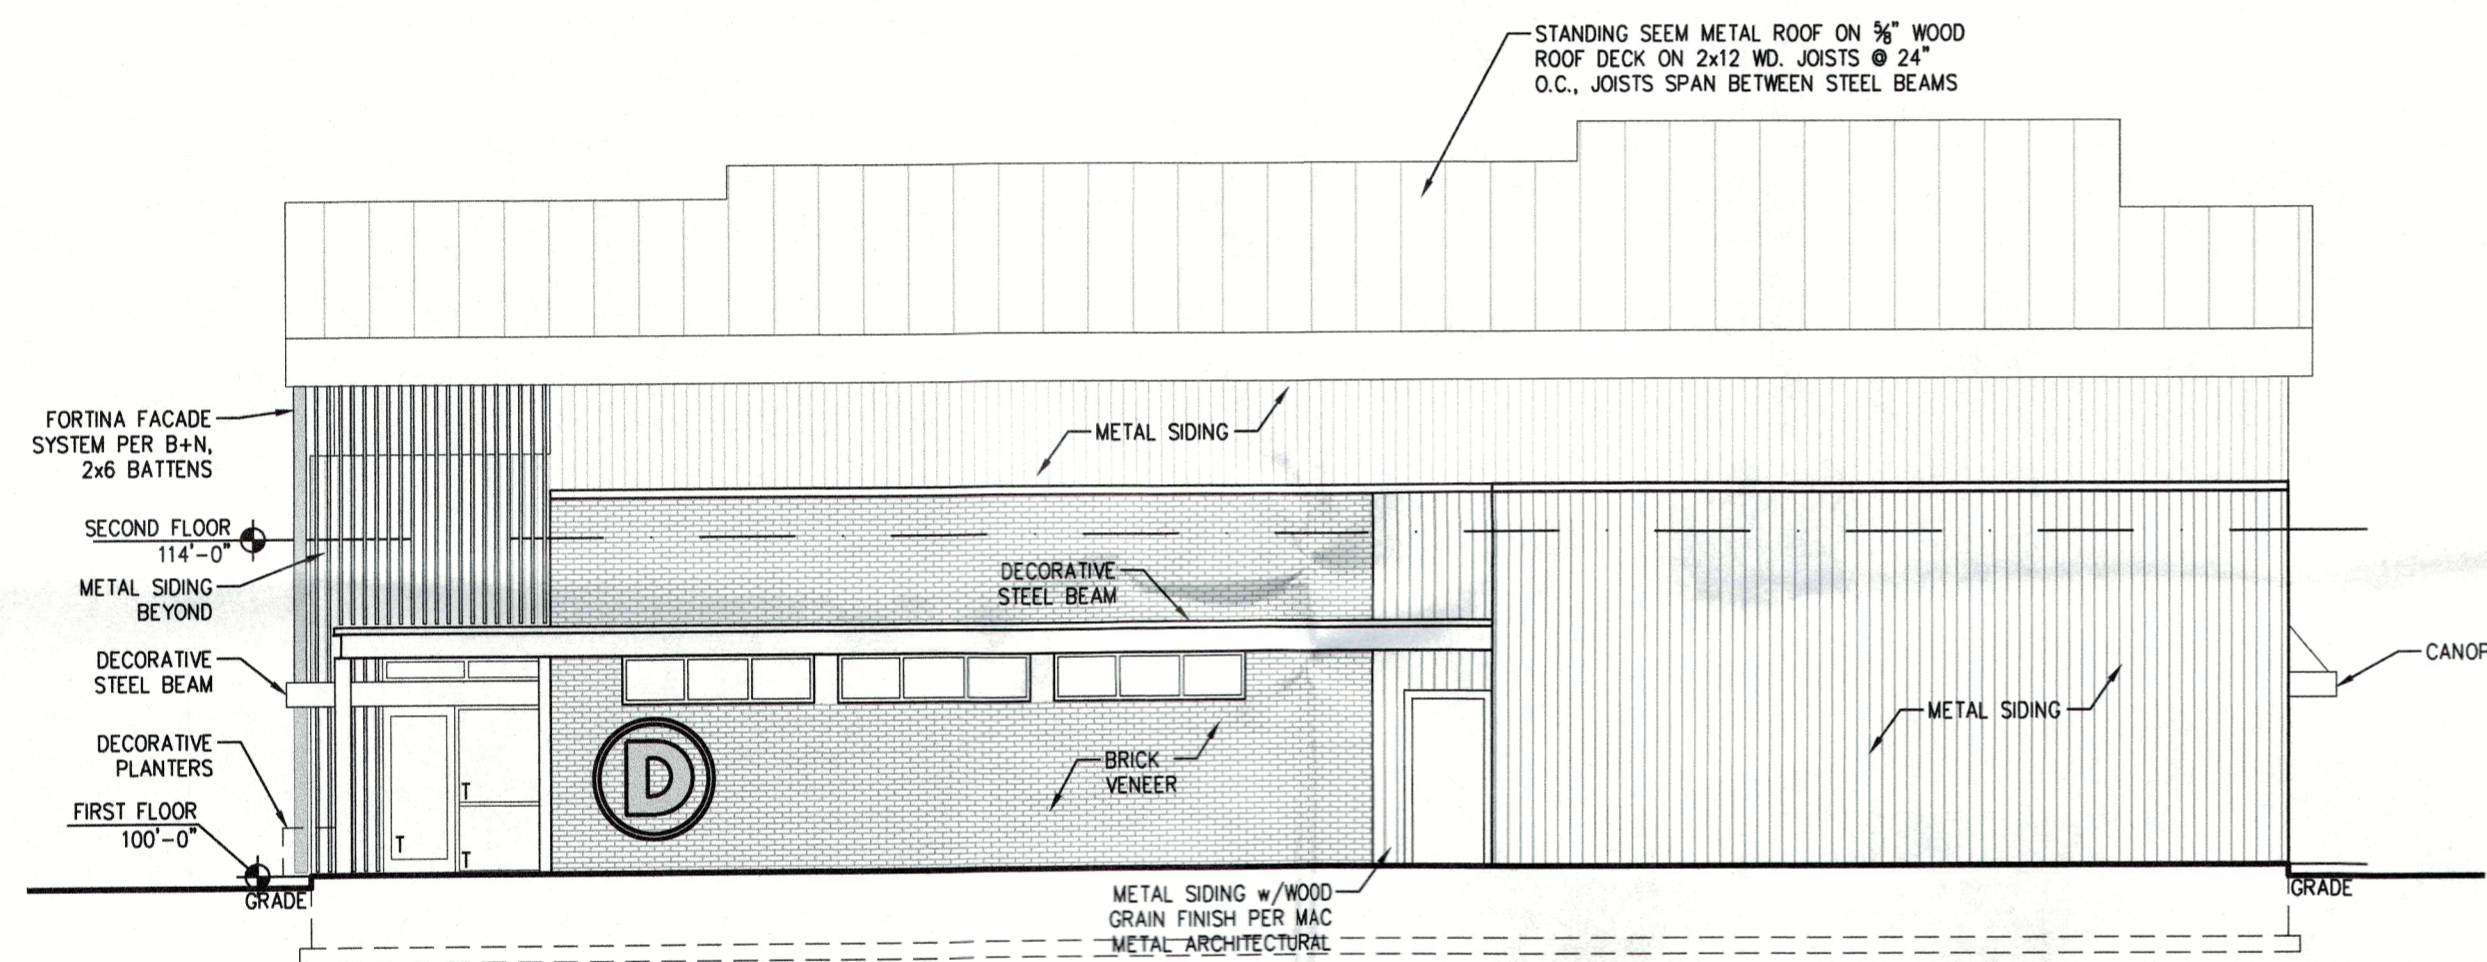 STANDING SEEM METAL ROOF ON ⅝" WOOD
ROOF DECK ON 2x12 WD. JOISTS @ 24"
O.C., JOISTS SPAN BETWEEN STEEL BEAMS
FORTINA FACADE
SYSTEM PER B+N,
2x6 BATTENS
METAL SIDING
SECOND FLOOR
114'-0"
METAL SIDING
BEYOND
DECORATIVE
STEEL BEAM
DECORATIVE
STEEL BEAM
CANOP
METAL SIDING
DECORATIVE
PLANTERS
BRICK
VENEER
D
T
T
T
FIRST FLOOR
100'-0"
GRADE
GRADE
METAL SIDING w/WOOD
GRAIN FINISH PER MAC
METAL ARCHITECTURAL